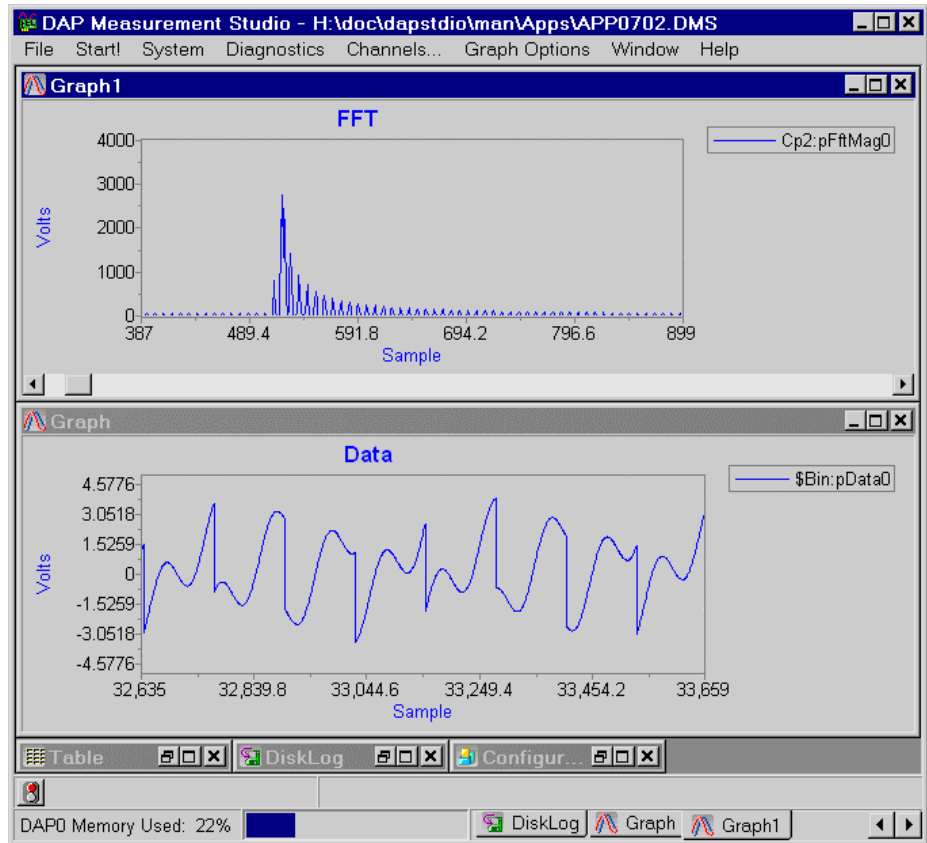 DAP Measurement Studio - H:\doc\dapstdio\man\Apps\APP0702.DMS
File Start! System Diagnostics Channels... Graph Options Window Help
Graph1
FFT
Cp2:pFftMag0
Volts
4000
3000
2000
1000
0
387 489.4 591.8 694.2 796.6 899
Sample
Graph
Data
$Bin:pData0
Volts
4.5776
3.0518
1.5259
0
-1.5259
-3.0518
-4.5776
32,635 32,839.8 33,044.6 33,249.4 33,454.2 33,659
Sample
Table DiskLog Configur...
DAP0 Memory Used: 22% DiskLog Graph Graph1